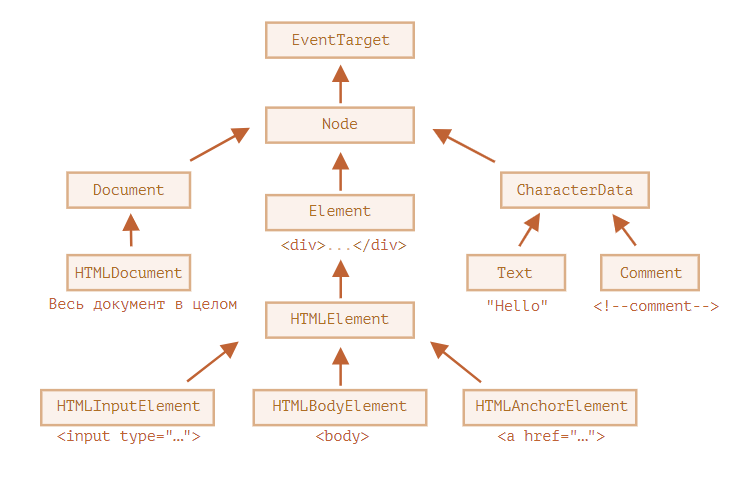 EventTarget
Node
Document
Element
CharacterData
<div>...</div>
HTMLDocument
Text
Comment
Весь документ в целом
"Hello"
<!--comment-->
HTMLElement
HTMLInputElement
HTMLBodyElement
HTMLAnchorElement
<input type="…">
<body>
<a href="…">